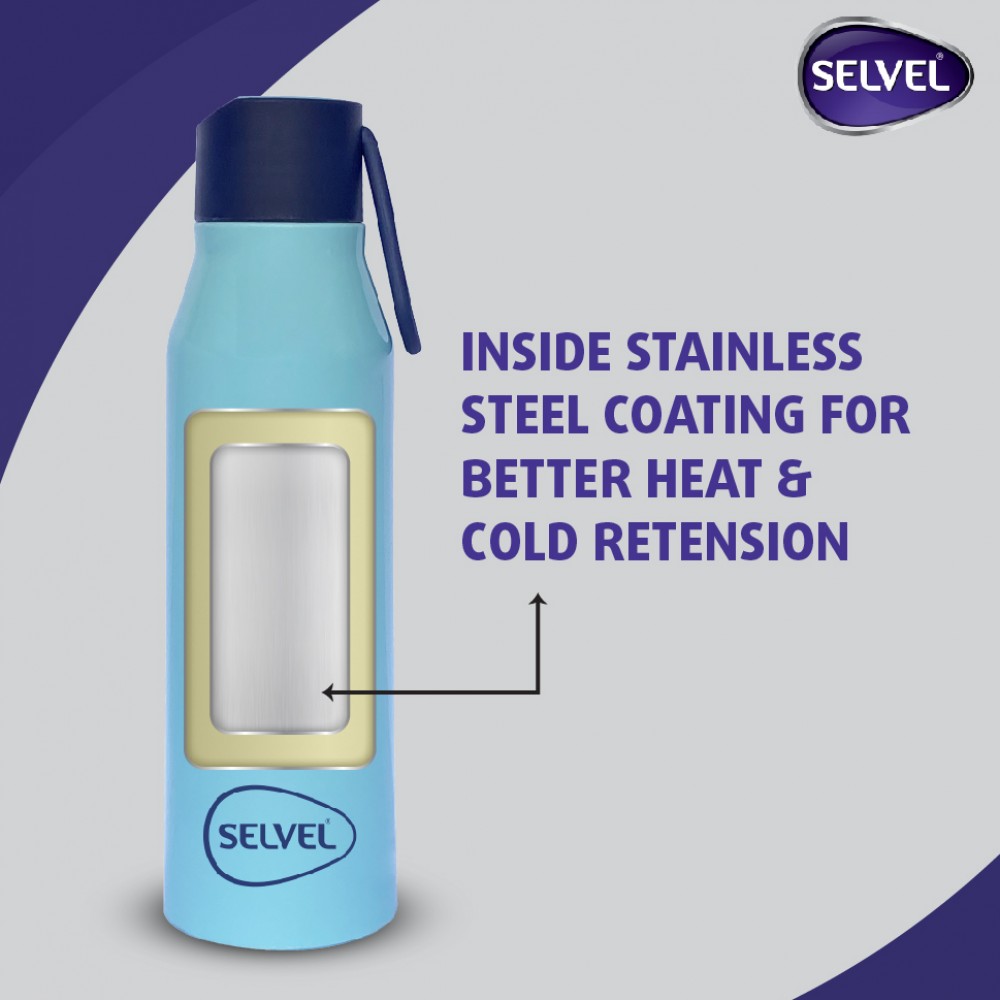 SELVEL®
INSIDE STAINLESS
STEEL COATING FOR
BETTER HEAT &
COLD RETENSION
SELVEL®